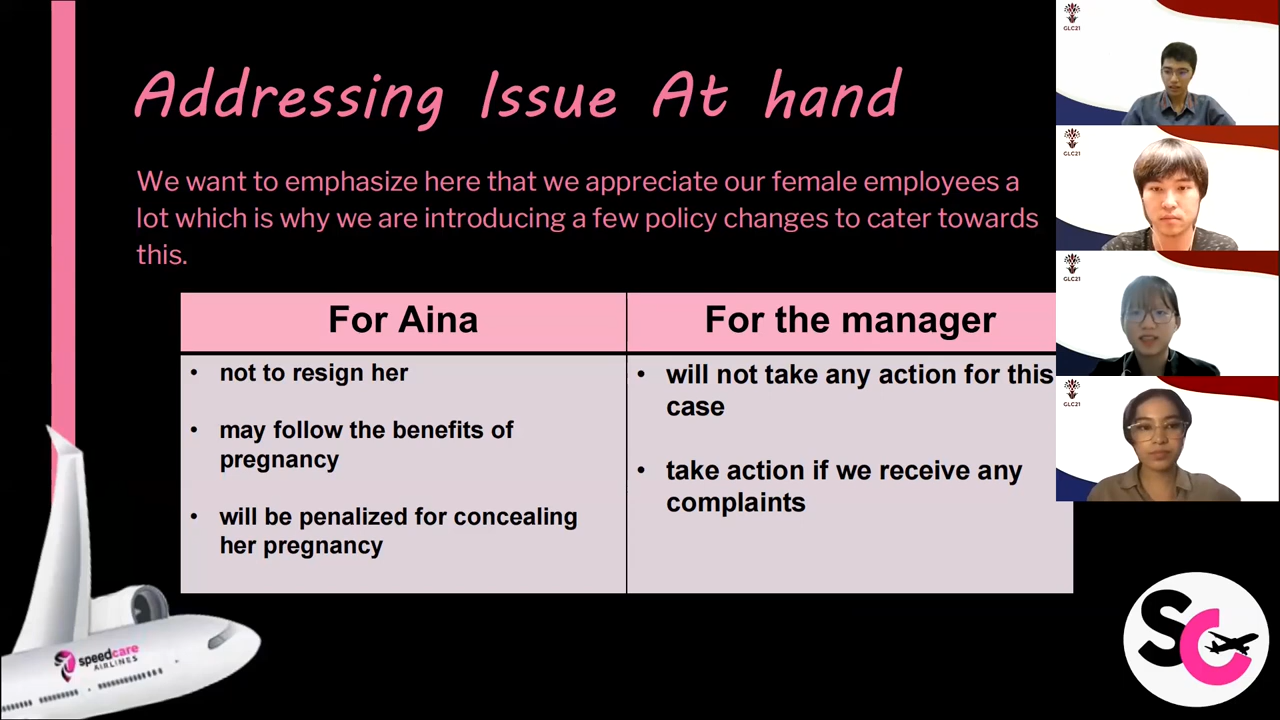 Addressing Issue At hand
We want to emphasize here that we appreciate our female employees a
lot which is why we are introducing a few policy changes to cater towards
this.
For Aina
For the manager
• not to resign her
• may follow the benefits of
pregnancy
• will be penalized for concealing
her pregnancy
• will not take any action for this
case
• take action if we receive any
complaints
speedcare
AIRLINES
SC
GLC21
GLC21
GLC21
GLC21